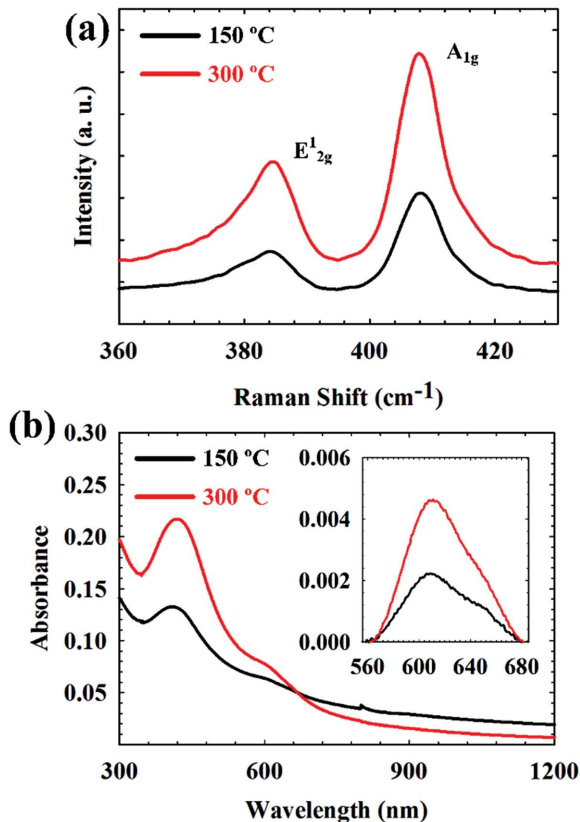 (a)
150 ºC
300 ºC
A1g
E12g
Intensity (a. u.)
360 380 400 420
Raman Shift (cm-1)
(b)
0.30
0.25
0.20
0.15
0.10
0.05
150 ºC
300 ºC
0.006
0.004
0.002
0.000
560 600 640 680
Absorbance
300 600 900 1200
Wavelength (nm)